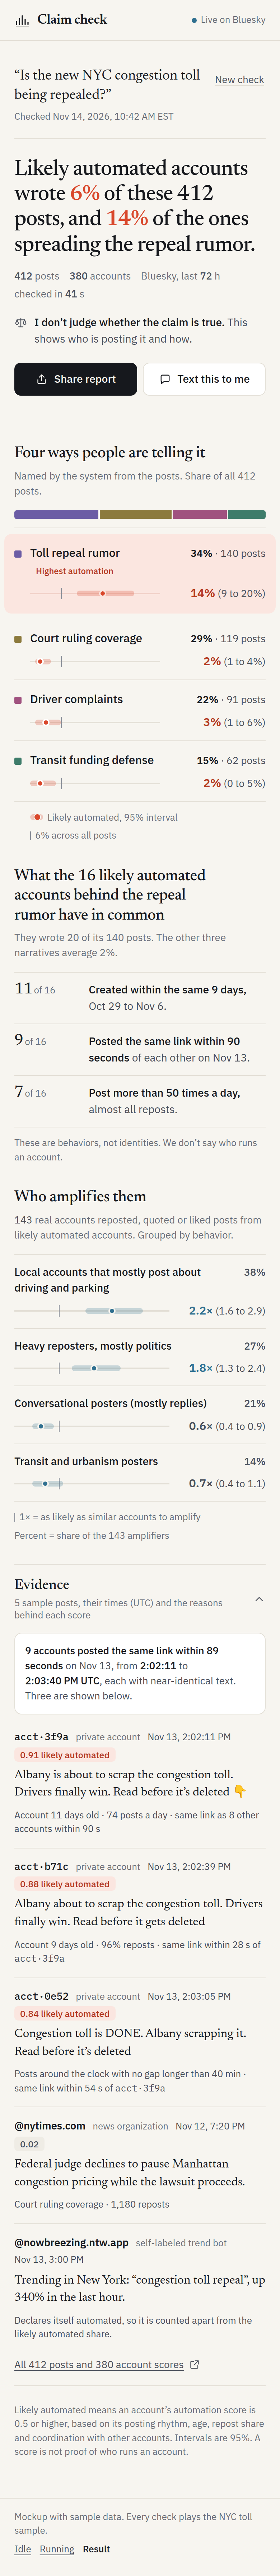 Claim check
Live on Bluesky
“Is the new NYC congestion toll
being repealed?”
New check
Checked Nov 14, 2026, 10:42 AM EST
Likely automated accounts
wrote 6% of these 412
posts, and 14% of the ones
spreading the repeal rumor.
412 posts 380 accounts Bluesky, last 72 h
checked in 41 s
I don’t judge whether the claim is true. This
shows who is posting it and how.
Share report
Text this to me
Four ways people are telling it
Named by the system from the posts. Share of all 412
posts.
Toll repeal rumor
34% · 140 posts
Highest automation
14% (9 to 20%)
Court ruling coverage
29% · 119 posts
2% (1 to 4%)
Driver complaints
22% · 91 posts
3% (1 to 6%)
Transit funding defense
15% · 62 posts
2% (0 to 5%)
Likely automated, 95% interval
6% across all posts
What the 16 likely automated
accounts behind the repeal
rumor have in common
They wrote 20 of its 140 posts. The other three
narratives average 2%.
11 of 16
Created within the same 9 days,
Oct 29 to Nov 6.
9 of 16
Posted the same link within 90
seconds of each other on Nov 13.
7 of 16
Post more than 50 times a day,
almost all reposts.
These are behaviors, not identities. We don’t say who runs
an account.
Who amplifies them
143 real accounts reposted, quoted or liked posts from
likely automated accounts. Grouped by behavior.
Local accounts that mostly post about
driving and parking
38%
2.2× (1.6 to 2.9)
Heavy reposters, mostly politics
27%
1.8× (1.3 to 2.4)
Conversational posters (mostly replies)
21%
0.6× (0.4 to 0.9)
Transit and urbanism posters
14%
0.7× (0.4 to 1.1)
1× = as likely as similar accounts to amplify
Percent = share of the 143 amplifiers
Evidence
5 sample posts, their times (UTC) and the reasons
behind each score
9 accounts posted the same link within 89
seconds on Nov 13, from 2:02:11 to
2:03:40 PM UTC, each with near-identical text.
Three are shown below.
acct·3f9a private account Nov 13, 2:02:11 PM
0.91 likely automated
Albany is about to scrap the congestion toll.
Drivers finally win. Read before it’s deleted 👇
Account 11 days old · 74 posts a day · same link as 8 other
accounts within 90 s
acct·b71c private account Nov 13, 2:02:39 PM
0.88 likely automated
Albany about to scrap the congestion toll. Drivers
finally win. Read before it gets deleted
Account 9 days old · 96% reposts · same link within 28 s of
acct·3f9a
acct·0e52 private account Nov 13, 2:03:05 PM
0.84 likely automated
Congestion toll is DONE. Albany scrapping it.
Read before it’s deleted
Posts around the clock with no gap longer than 40 min ·
same link within 54 s of acct·3f9a
@nytimes.com news organization Nov 12, 7:20 PM
0.02
Federal judge declines to pause Manhattan
congestion pricing while the lawsuit proceeds.
Court ruling coverage · 1,180 reposts
@nowbreezing.ntw.app self-labeled trend bot
Nov 13, 3:00 PM
Trending in New York: “congestion toll repeal”, up
340% in the last hour.
Declares itself automated, so it is counted apart from the
likely automated share.
All 412 posts and 380 account scores
Likely automated means an account’s automation score is
0.5 or higher, based on its posting rhythm, age, repost share
and coordination with other accounts. Intervals are 95%. A
score is not proof of who runs an account.
Mockup with sample data. Every check plays the NYC toll
sample.
Idle Running Result